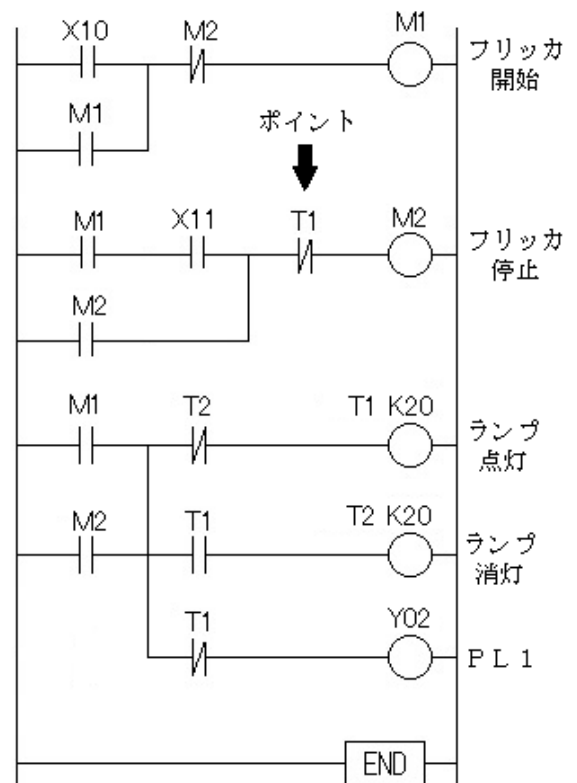 X10 M2 M1 フリッカ
開始
M1
ポイント
M1 X11 T1 M2 フリッカ
停止
M2
M1 T2 T1 K20 ランプ
点灯
M2 T1 T2 K20 ランプ
消灯
T1 Y02 PL1
END